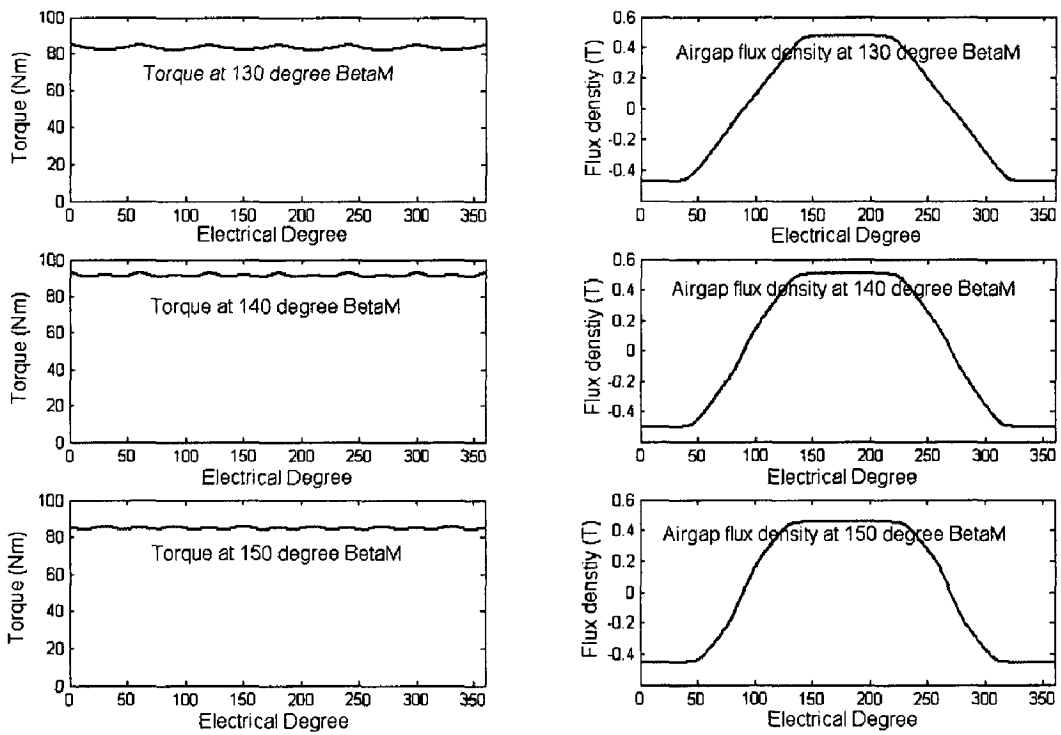 100
80
60
40
20
0
Torque (Nm)
Torque at 130 degree BetaM
0 50 100 150 200 250 300 350
Electrical Degree
0.6
0.4
0.2
0
-0.2
-0.4
Flux denstiy (T)
Airgap flux density at 130 degree BetaM
0 50 100 150 200 250 300 350
Electrical Degree
100
80
60
40
20
0
Torque (Nm)
Torque at 140 degree BetaM
0 50 100 150 200 250 300 350
Electrical Degree
0.6
0.4
0.2
0
-0.2
-0.4
Flux denstiy (T)
Airgap flux density at 140 degree BetaM
0 50 100 150 200 250 300 350
Electrical Degree
100
80
60
40
20
0
Torque (Nm)
Torque at 150 degree BetaM
0 50 100 150 200 250 300 350
Electrical Degree
0.6
0.4
0.2
0
-0.2
-0.4
Flux denstiy (T)
Airgap flux density at 150 degree BetaM
0 50 100 150 200 250 300 350
Electrical Degree